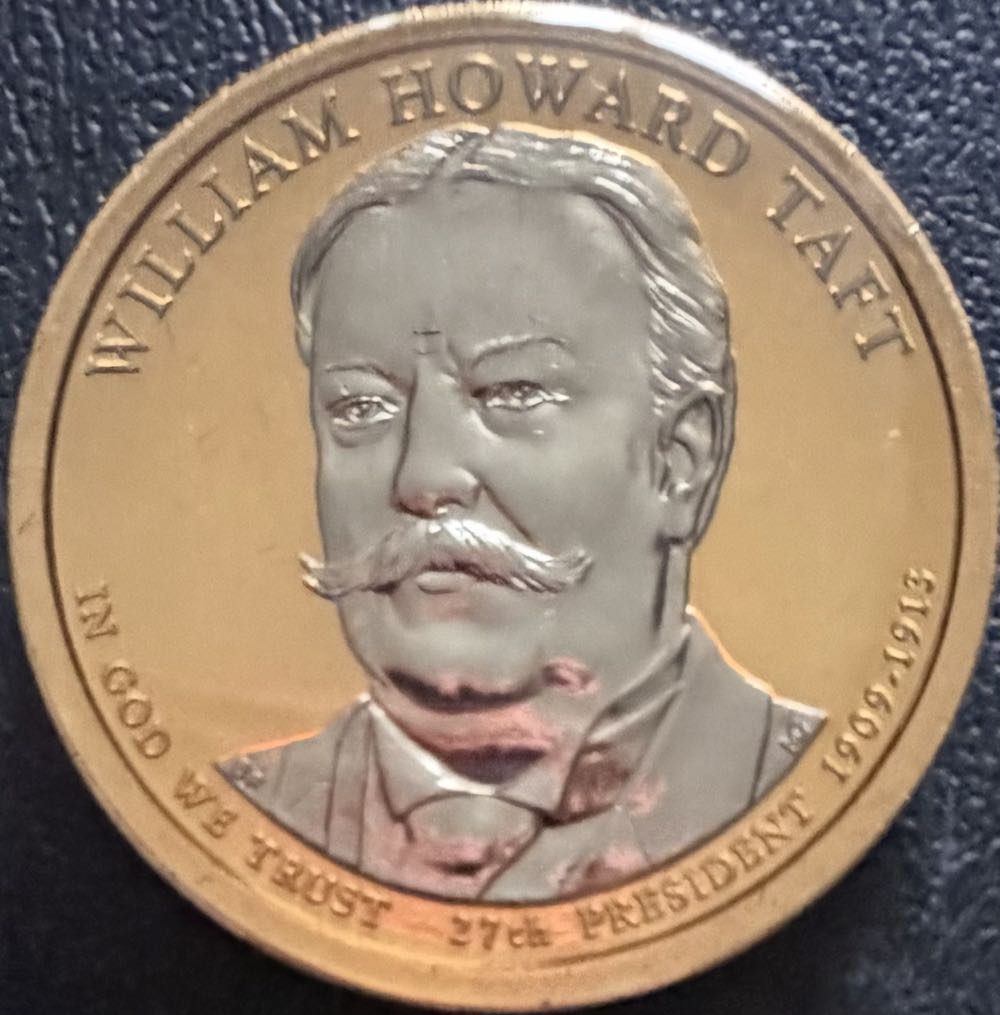 WILLIAM HOWARD TAFT
IN GOD WE TRUST 27th PRESIDENT 1909-1913